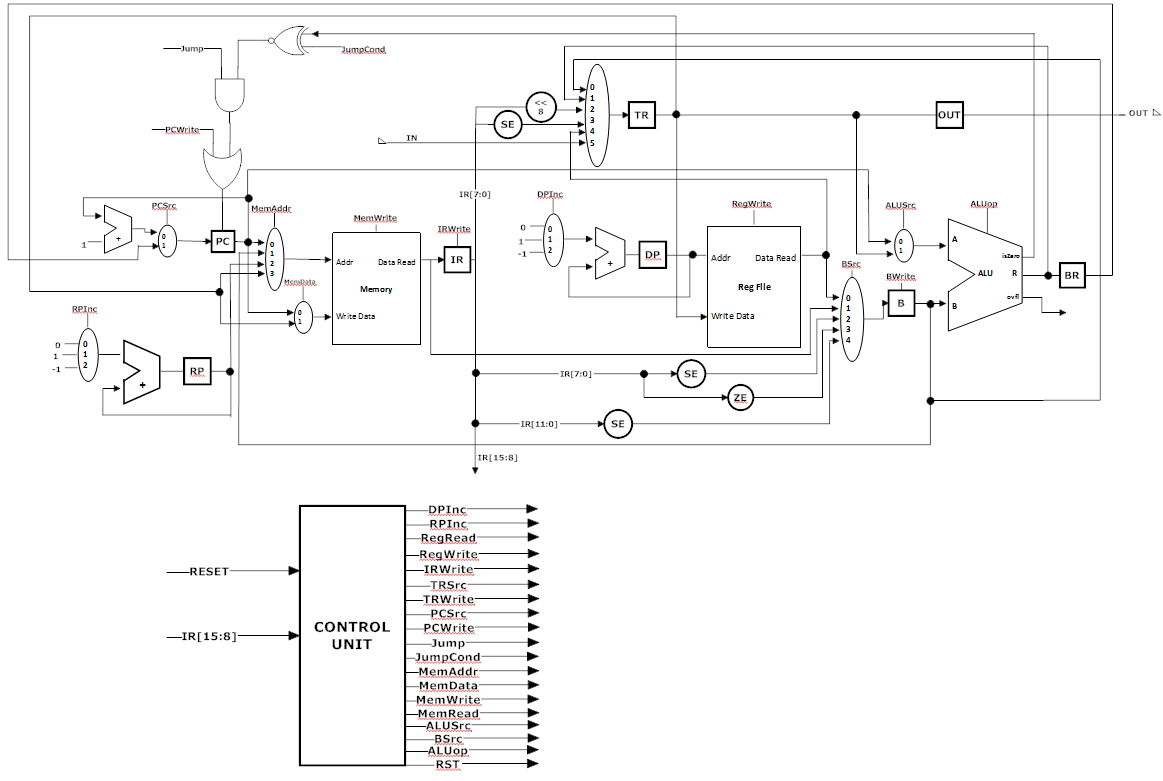 Jump
JumpCond
<<
8
SE
0
1
2
3
4
5
TR
OUT
OUT
IN
PCWrite
IR[7:0]
DPInc
RegWrite
ALUSrc
ALUop
PCSrc
MemAddr
MemWrite
IRWrite
0
1
-1
0
1
2
+
1
0
1
PC
0
1
2
3
Addr
Data Read
Memory
Write Data
IR
+
DP
Addr
Data Read
Reg File
Write Data
BSrc
0
1
2
3
4
BWrite
B
0
1
A
B
ALU
isZero
R
ovfl
BR
MemData
0
1
RPInc
0
1
-1
0
1
2
+
RP
IR[7:0]
SE
ZE
IR[11:0]
SE
IR[15:8]
RESET
IR[15:8]
CONTROL
UNIT
DPInc
RPInc
RegRead
RegWrite
IRWrite
TRSrc
TRWrite
PCSrc
PCWrite
Jump
JumpCond
MemAddr
MemData
MemWrite
MemRead
ALUSrc
BSrc
ALUop
RST